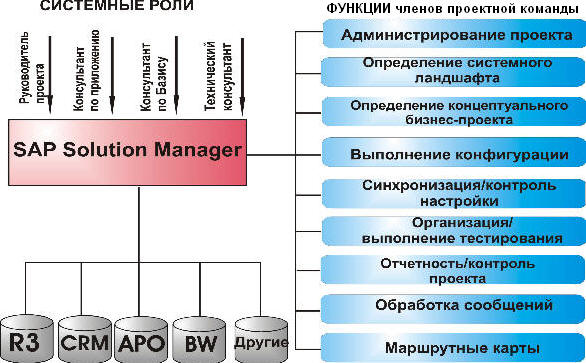 СИСТЕМНЫЕ РОЛИ
ФУНКЦИИ членов проектной команды
Руководитель
проекта
Консультант
по приложению
Консультант
по Базису
Технический
консультант
SAP Solution Manager
Администрирование проекта
Определение системного
ландшафта
Определение концептуального
бизнес-проекта
Выполнение конфигурации
Синхронизация/контроль
настройки
Организация/
выполнение тестирования
Отчетность/контроль
проекта
Обработка сообщений
Маршрутные карты
R3
CRM
APO
BW
Другие